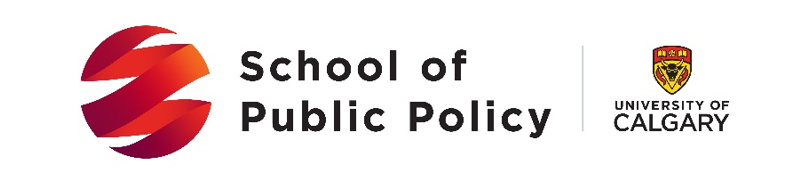 School of
Public Policy
UNIVERSITY OF
CALGARY